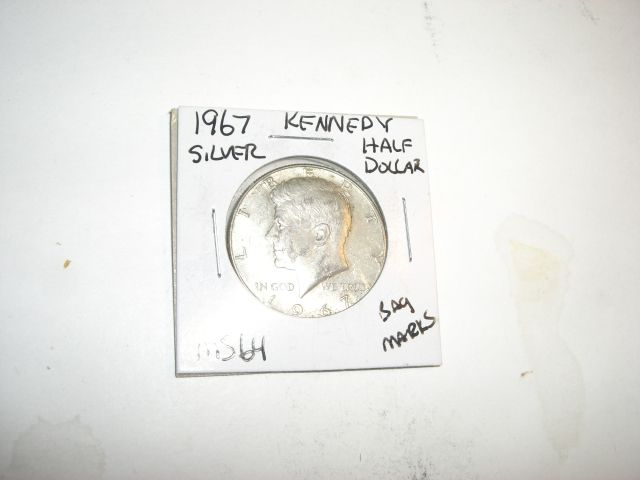 1967 KENNEDY
SILVER HALF
DOLLAR
LIBERTY
IN GOD WE TRUST
1967
BAG
MARKS
MS64